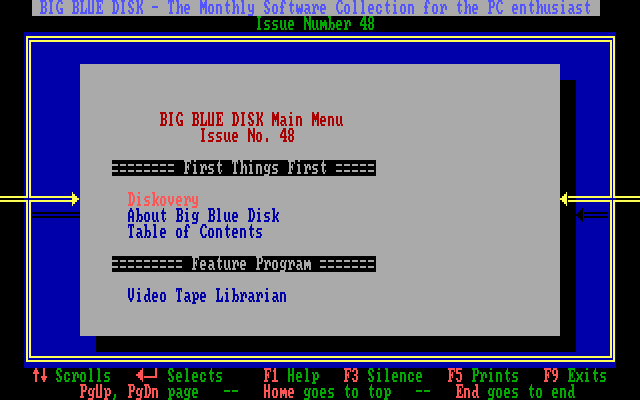 BIG BLUE DISK - The Monthly Software Collection for the PC enthusiast
Issue Number 48
BIG BLUE DISK Main Menu
Issue No. 48
======== First Things First =====
Diskovery
About Big Blue Disk
Table of Contents
========= Feature Program =======
Video Tape Librarian
↑↓ Scrolls ◄┘ Selects F1 Help F3 Silence F5 Prints F9 Exits
PgUp, PgDn page -- Home goes to top -- End goes to end